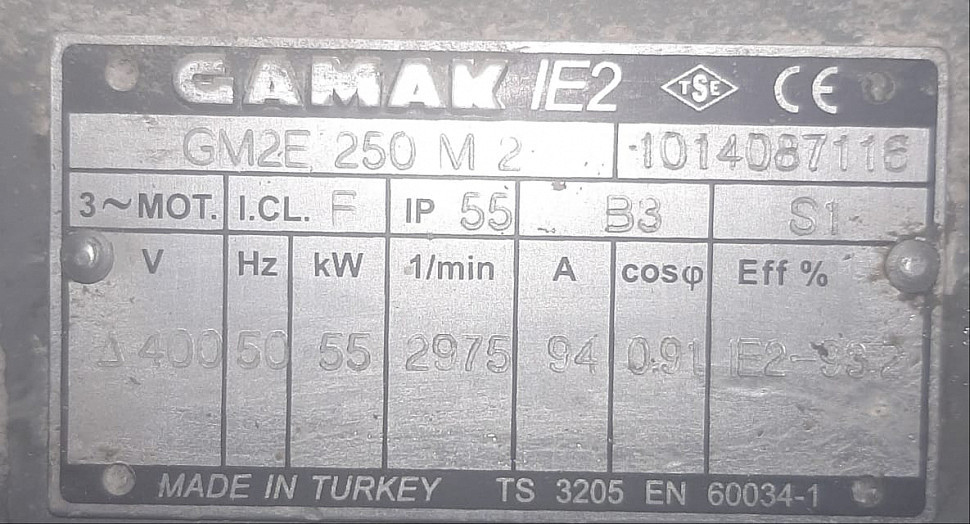 GAMAK IE2 TSE CE
GM2E 250 M 2 1014087116
3~MOT. I.CL. F IP 55 B3 S1
V Hz kW 1/min A cosφ Eff %
Δ 400 50 55 2975 94 0.91 IE2-93.2
MADE IN TURKEY TS 3205 EN 60034-1